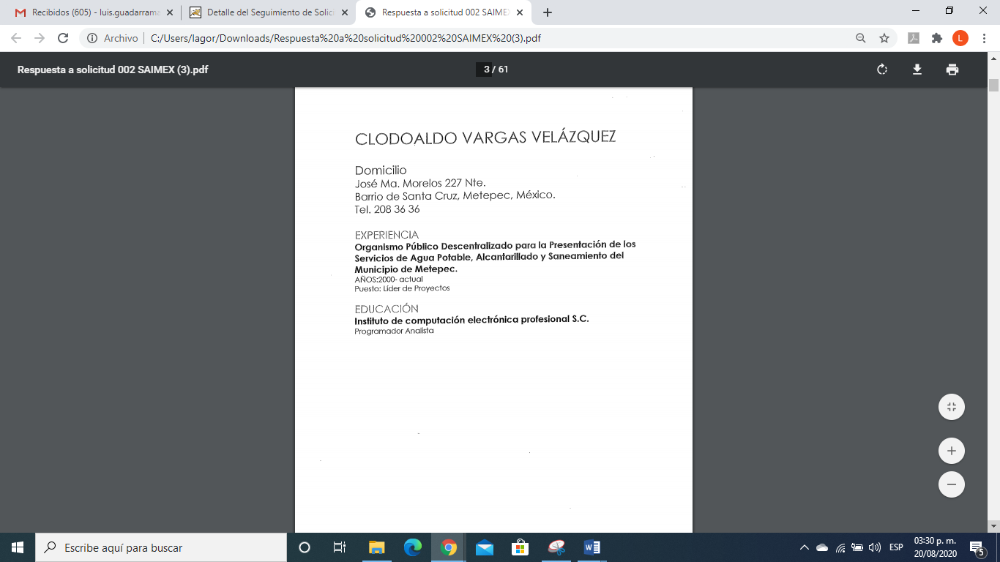 Recibidos (605) - luis.guadarrama
Detalle del Seguimiento de Solici
Respuesta a solicitud 002 SAIMEX
Archivo
C:/Users/lagor/Downloads/Respuesta%20a%20solicitud%20002%20SAIMEX%20(3).pdf
L
Respuesta a solicitud 002 SAIMEX (3).pdf
3 / 61
CLODOALDO VARGAS VELÁZQUEZ
Domicilio
José Ma. Morelos 227 Nte.
Barrio de Santa Cruz, Metepec, México.
Tel. 208 36 36
EXPERIENCIA
Organismo Público Descentralizado para la Presentación de los
Servicios de Agua Potable, Alcantarillado y Saneamiento del
Municipio de Metepec.
AÑOS:2000- actual
Puesto: Líder de Proyectos
EDUCACIÓN
Instituto de computación electrónica profesional S.C.
Programador Analista
Escribe aquí para buscar
ESP
03:30 p. m.
20/08/2020
5